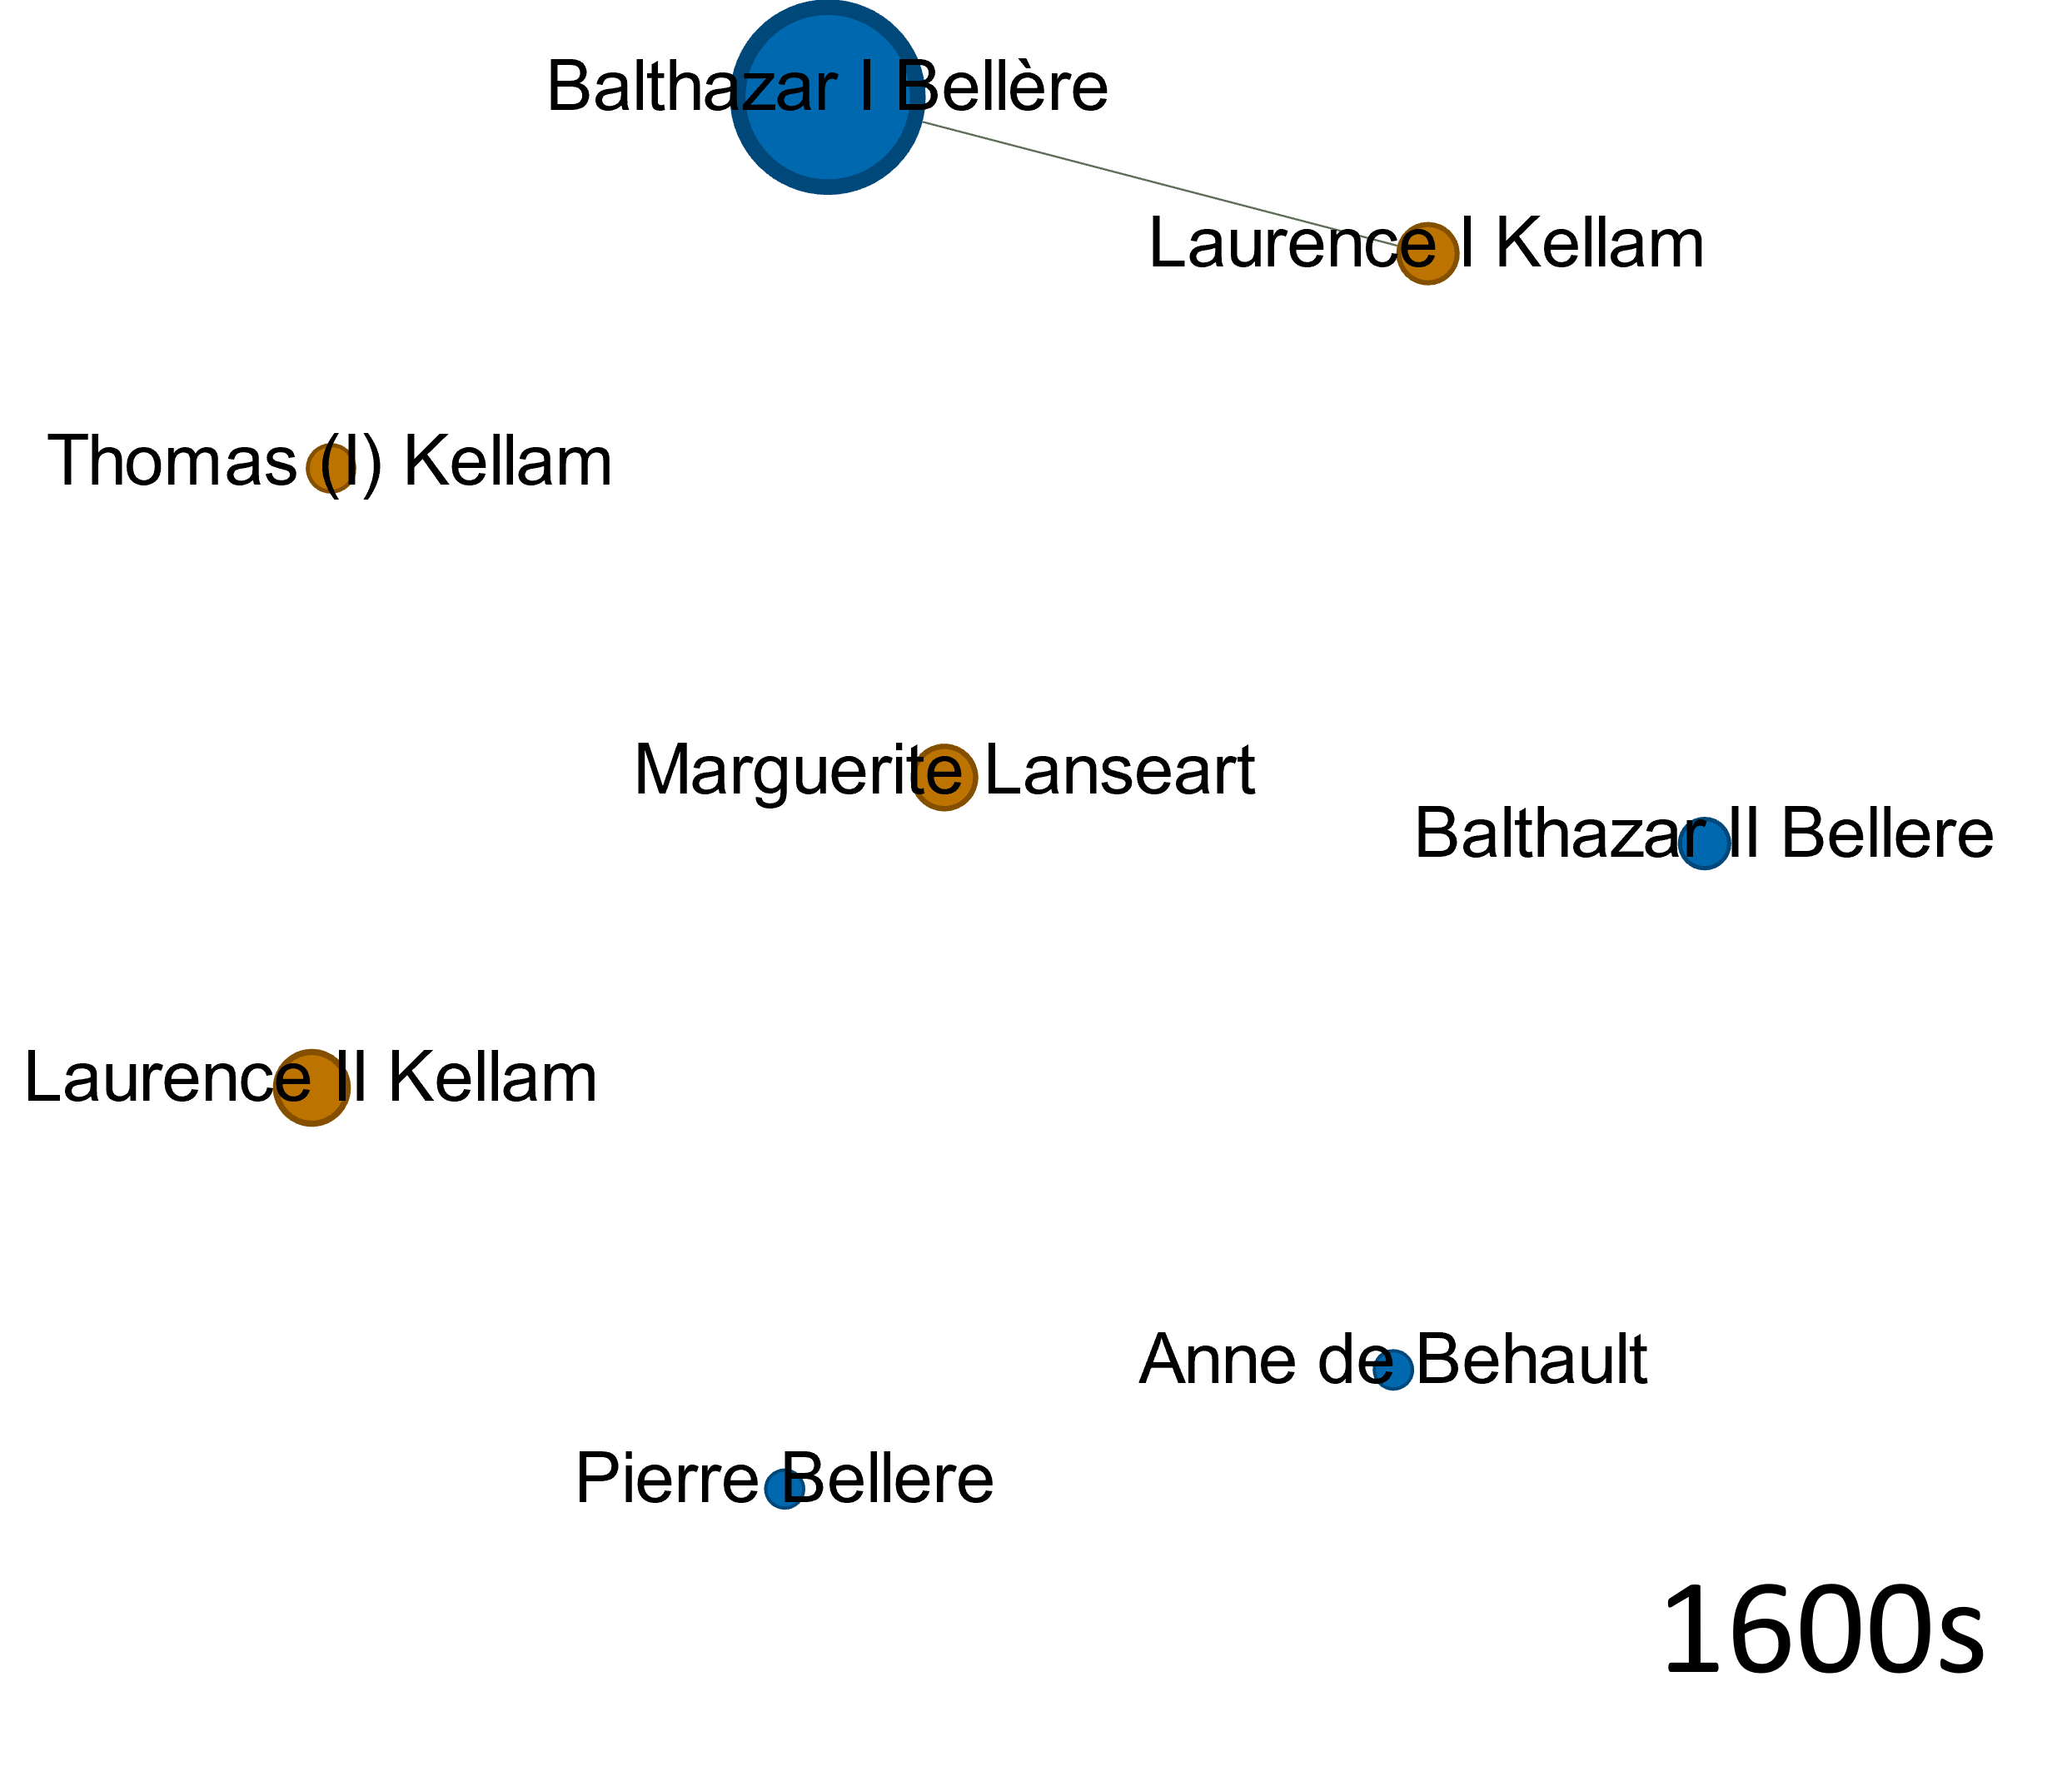 Balthazar I Bellère
Laurence I Kellam
Thomas (I) Kellam
Marguerite Lanseart
Balthazar II Bellere
Laurence II Kellam
Anne de Behault
Pierre Bellere
1600s